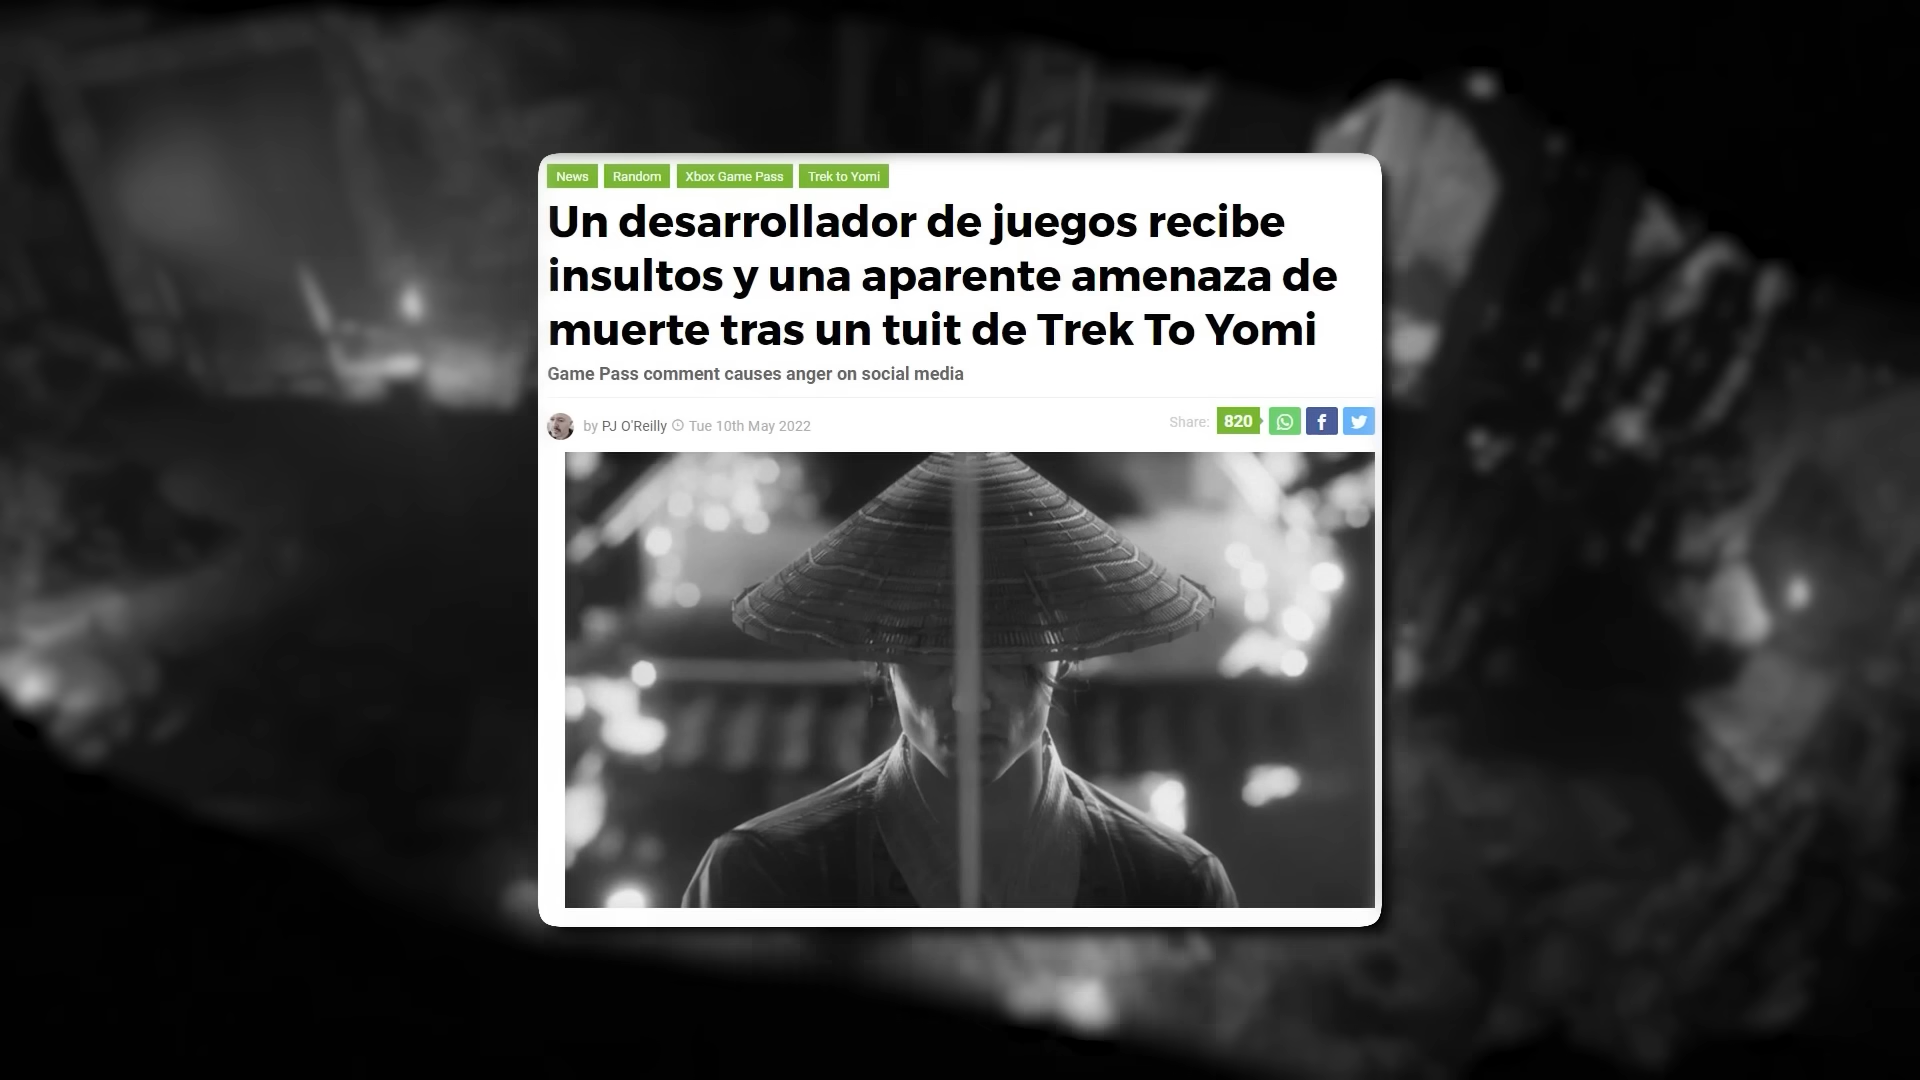 News Random Xbox Game Pass Trek to Yomi
Un desarrollador de juegos recibe
insultos y una aparente amenaza de
muerte tras un tuit de Trek To Yomi
Game Pass comment causes anger on social media
by PJ O'Reilly Tue 10th May 2022 Share: 820